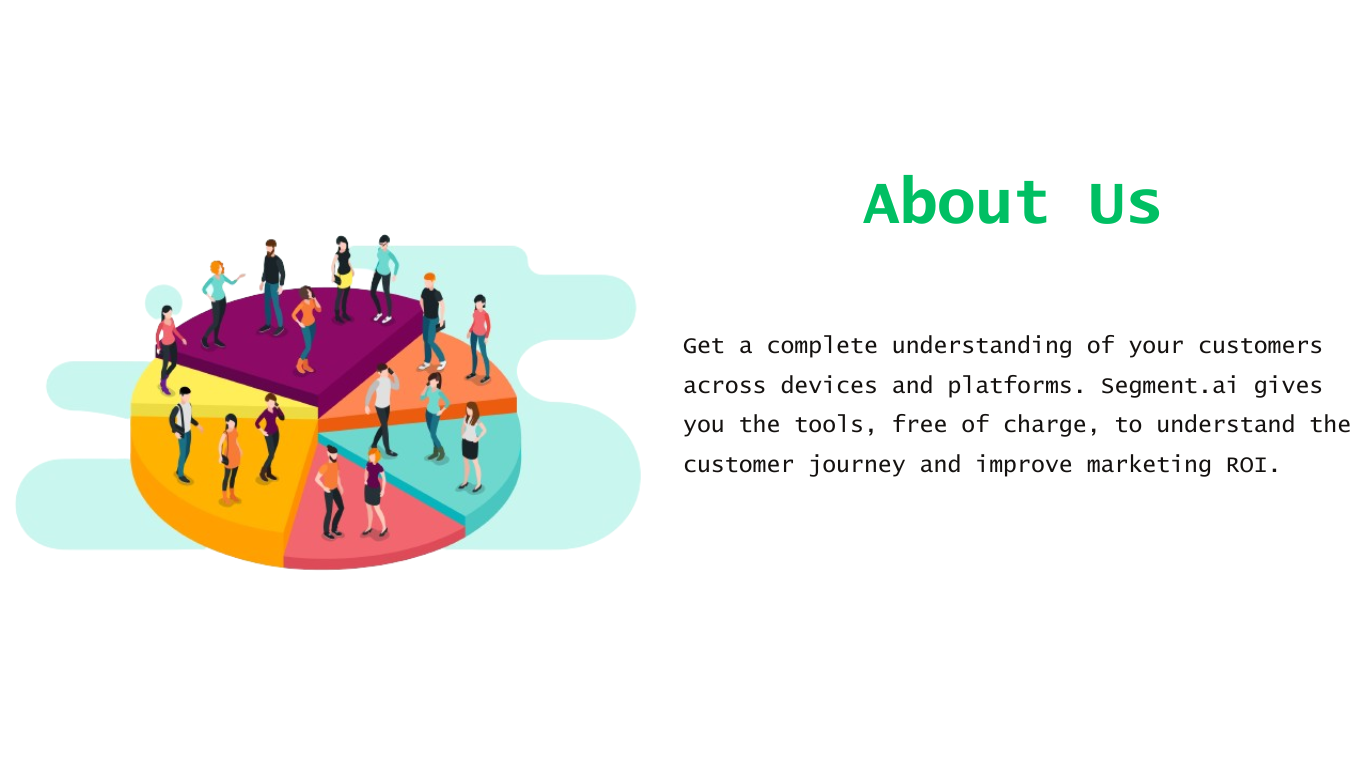 About Us
Get a complete understanding of your customers
across devices and platforms. Segment.ai gives
you the tools, free of charge, to understand the
customer journey and improve marketing ROI.